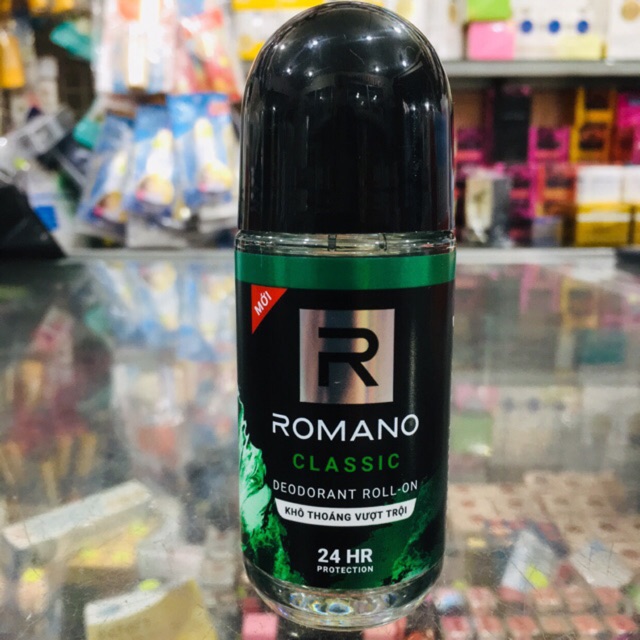 MỚI
R
ROMANO
CLASSIC
DEODORANT ROLL-ON
KHÔ THOÁNG VƯỢT TRỘI
24 HR
PROTECTION